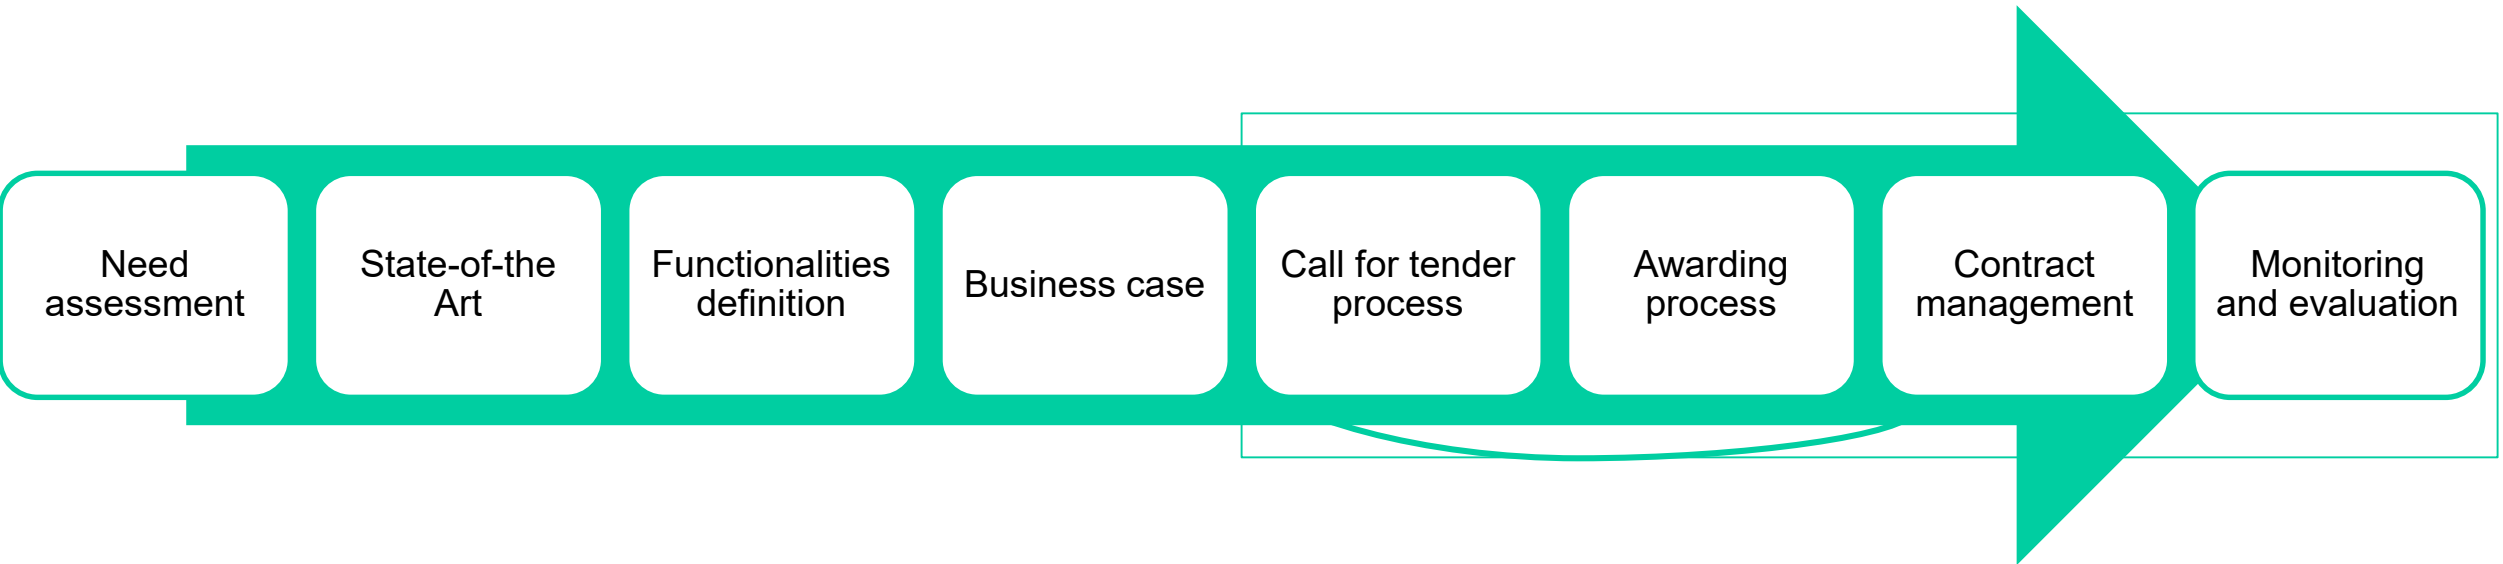 Need
assessment
State-of-the
Art
Functionalities
definition
Business case
Call for tender
process
Awarding
process
Contract
management
Monitoring
and evaluation